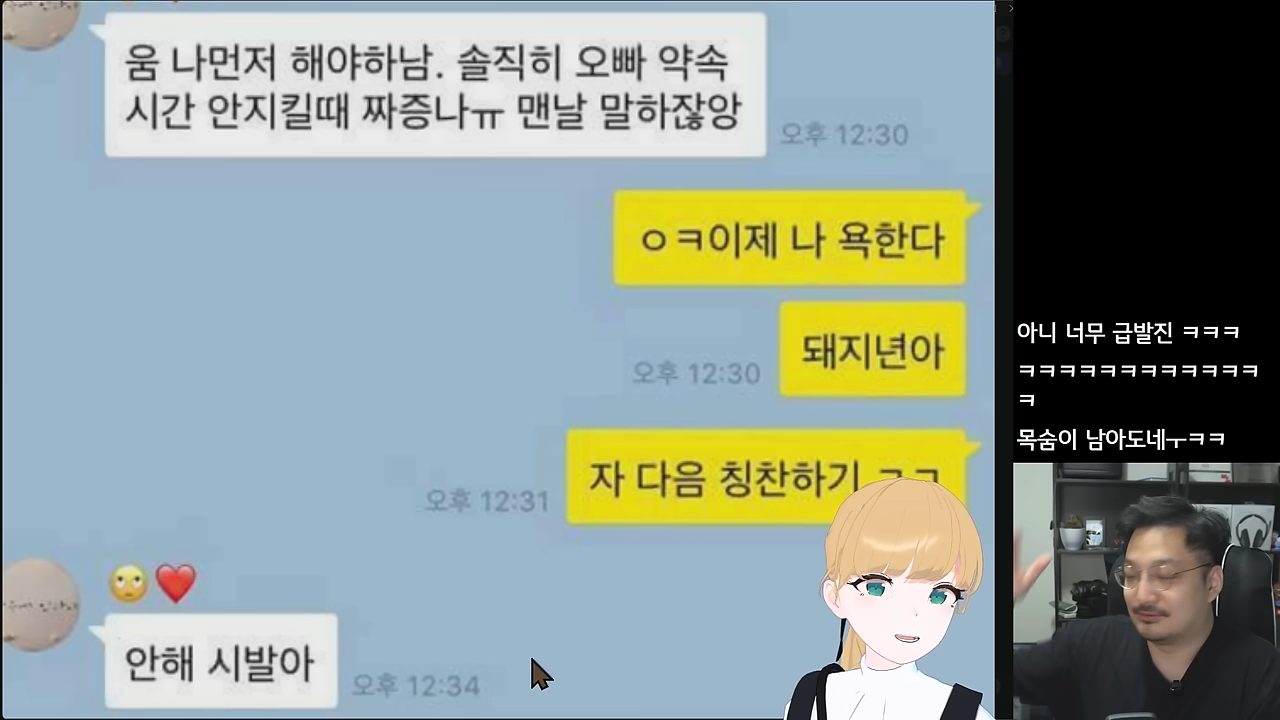 움 나먼저 해야하남. 솔직히 오빠 약속
시간 안지킬때 짜증나ㅠ 맨날 말하잖앙
오후 12:30
ㅇㅋ이제 나 욕한다
돼지년아
오후 12:30
자 다음 칭찬하기 ㄱㄱ
오후 12:31
안해 시발아
오후 12:34
아니 너무 급발진 ㅋㅋㅋ
ㅋㅋㅋㅋㅋㅋㅋㅋㅋㅋㅋㅋ
ㅋ
목숨이 남아도네ㅜㅋㅋ